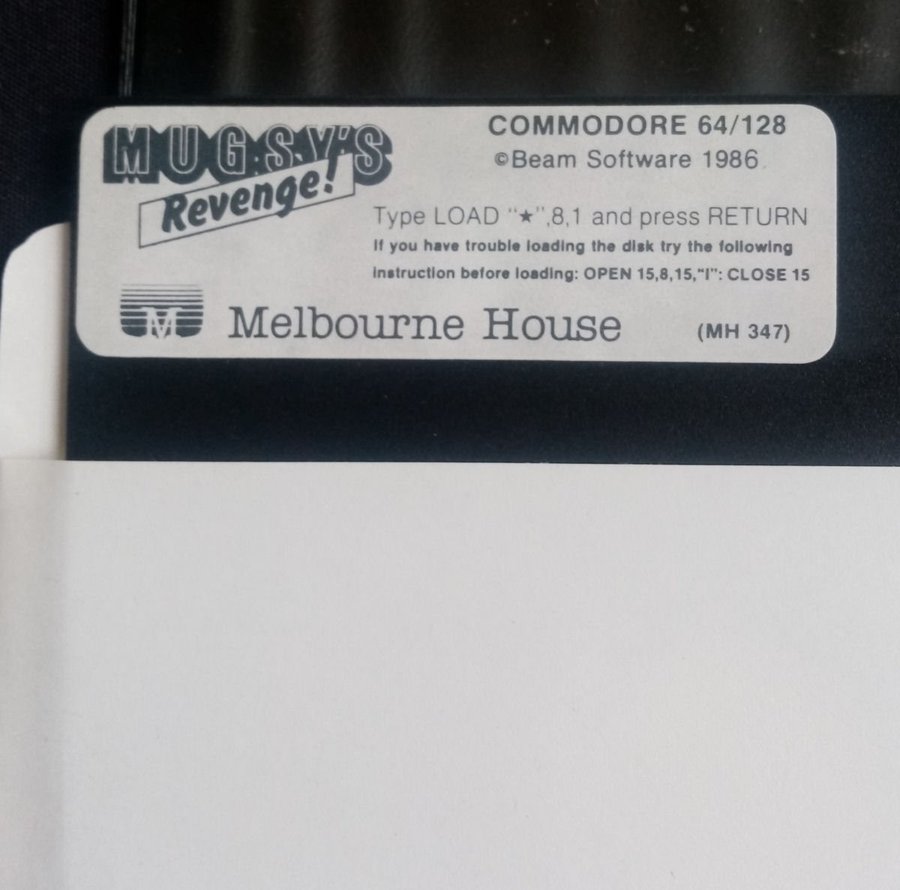 MUGSY'S
Revenge!
COMMODORE 64/128
©Beam Software 1986
Type LOAD "★",8,1 and press RETURN
If you have trouble loading the disk try the following
instruction before loading: OPEN 15,8,15,"I": CLOSE 15
M
Melbourne House
(MH 347)